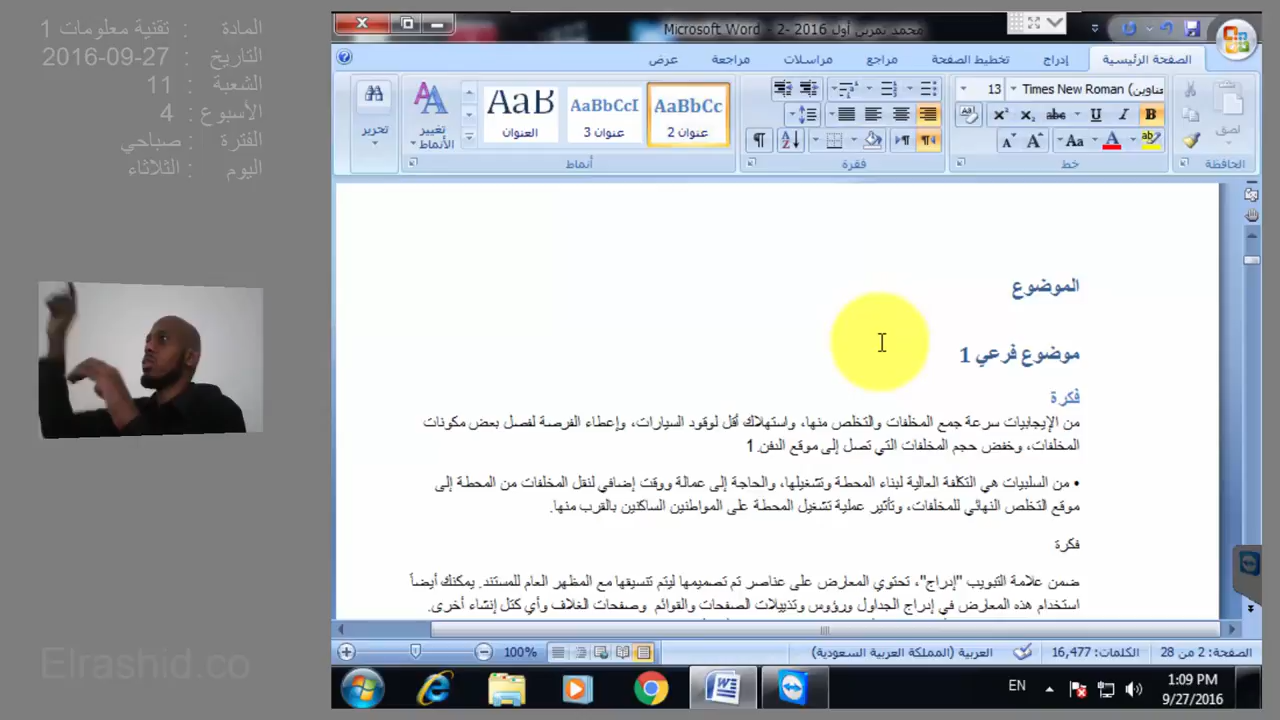 المادة : تقنية معلومات 1
التاريخ : 2016-09-27
الشعبة : 11
الأسبوع : 4
الفترة : صباحي
اليوم : الثلاثاء
محمد تمرين أول 2016 -2 - Microsoft Word
الصفحة الرئيسية
إدراج
تخطيط الصفحة
مراجع
مراسلات
مراجعة
عرض
لصق
الحافظة
Times New Roman (عناوين
13
خط
فقرة
AaBbCc
عنوان 2
AaBbCcI
عنوان 3
AaB
العنوان
تغيير
الأنماط
أنماط
تحرير
الموضوع
موضوع فرعي 1
فكرة
من الإيجابيات سرعة جمع المخلفات والتخلص منها، واستهلاك أقل لوقود السيارات، وإعطاء الفرصة لفصل بعض مكونات
المخلفات، وخفض حجم المخلفات التي تصل إلى موقع الدفن.1
• من السلبيات هي التكلفة العالية لبناء المحطة وتشغيلها، والحاجة إلى عمالة ووقت إضافي لنقل المخلفات من المحطة إلى
موقع التخلص النهائي للمخلفات، وتأثير عملية تشغيل المحطة على المواطنين الساكنين بالقرب منها.
فكرة
ضمن علامة التبويب "إدراج"، تحتوي المعارض على عناصر تم تصميمها ليتم تنسيقها مع المظهر العام للمستند. يمكنك أيضاً
استخدام هذه المعارض في إدراج الجداول ورؤوس وتذييلات الصفحات والقوائم وصفحات الغلاف وأي كتل إنشاء أخرى.
الصفحة: 2 من 28
الكلمات: 16,477
العربية (المملكة العربية السعودية)
100%
Elrashid.co
EN
1:09 PM
9/27/2016